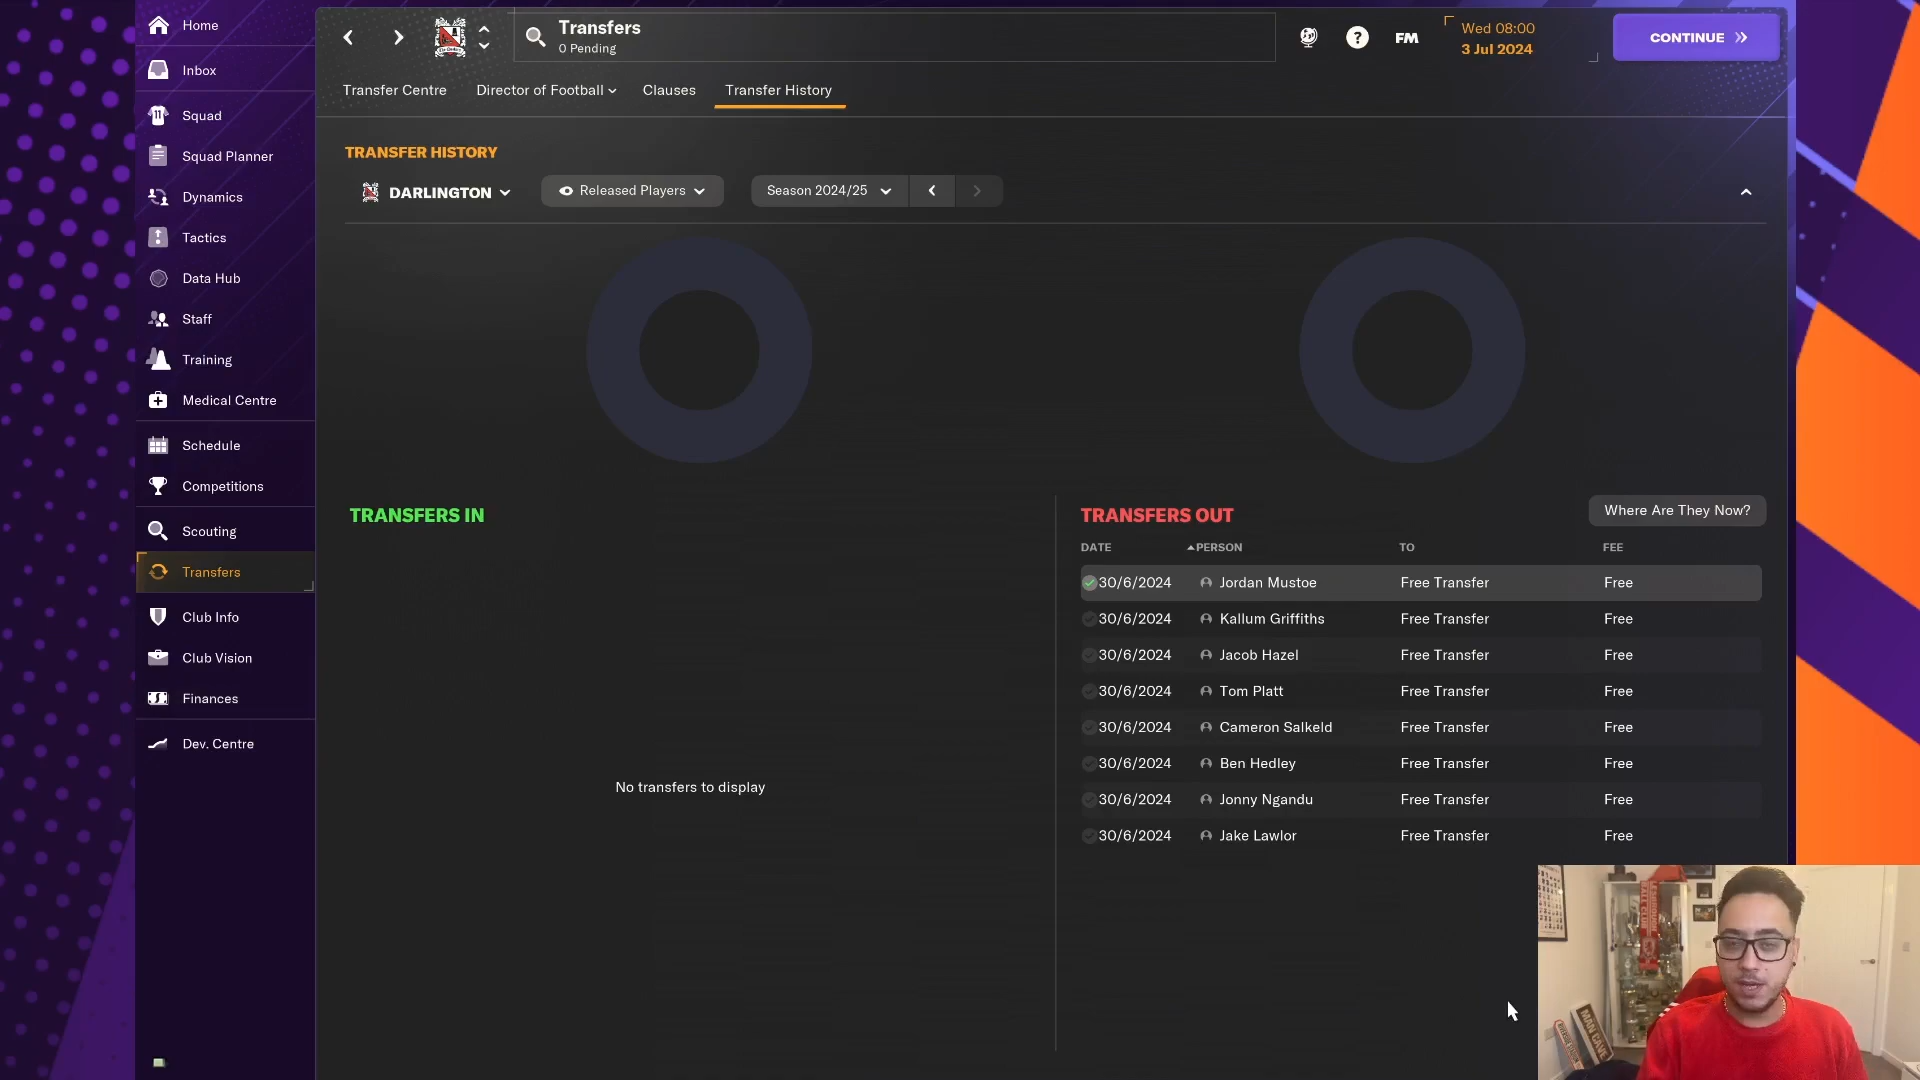 Home
Inbox
Squad
Squad Planner
Dynamics
Tactics
Data Hub
Staff
Training
Medical Centre
Schedule
Competitions
Scouting
Transfers
Club Info
Club Vision
Finances
Dev. Centre
Transfers
0 Pending
?
FM
Wed 08:00
3 Jul 2024
CONTINUE
Transfer Centre Director of Football Clauses Transfer History
TRANSFER HISTORY
DARLINGTON Released Players Season 2024/25
TRANSFERS IN
No transfers to display
TRANSFERS OUT Where Are They Now?
DATE PERSON TO FEE
30/6/2024 Jordan Mustoe Free Transfer Free
30/6/2024 Kallum Griffiths Free Transfer Free
30/6/2024 Jacob Hazel Free Transfer Free
30/6/2024 Tom Platt Free Transfer Free
30/6/2024 Cameron Salkeld Free Transfer Free
30/6/2024 Ben Hedley Free Transfer Free
30/6/2024 Jonny Ngandu Free Transfer Free
30/6/2024 Jake Lawlor Free Transfer Free
MAN CAVE